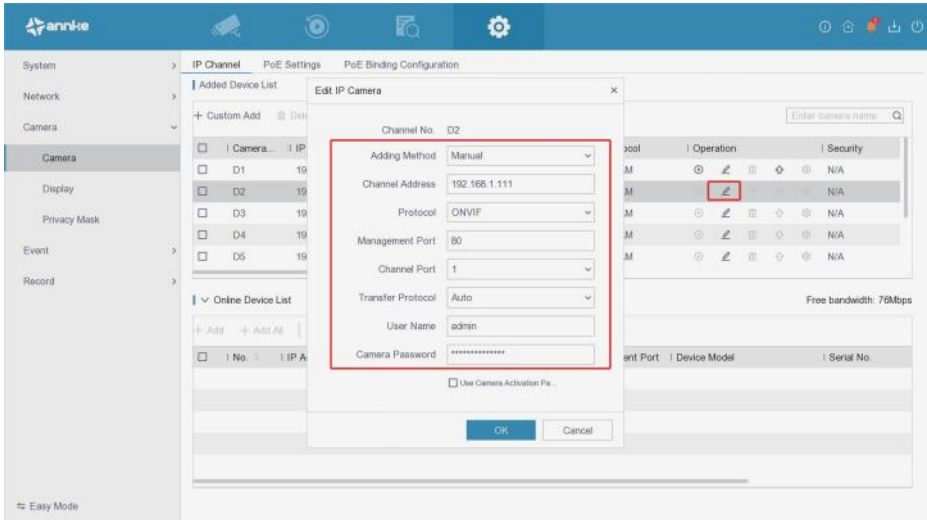 annke
System
Network
Camera
Camera
Display
Privacy Mask
Event
Record
Easy Mode
IP Channel PoE Settings PoE Binding Configuration
Added Device List
+ Custom Add Dele
Enter camera name
Camera... IP ocol Operation Security
D1 19 M N/A
D2 19 M N/A
D3 19 M N/A
D4 19 M N/A
D5 19 M N/A
Online Device List Free bandwidth: 76Mbps
+ Add + Add All
No. IP A ent Port Device Model Serial No.
Edit IP Camera ×
Channel No. D2
Adding Method Manual
Channel Address 192.168.1.111
Protocol ONVIF
Management Port 80
Channel Port 1
Transfer Protocol Auto
User Name admin
Camera Password **************
Use Camera Activation Pa...
OK Cancel